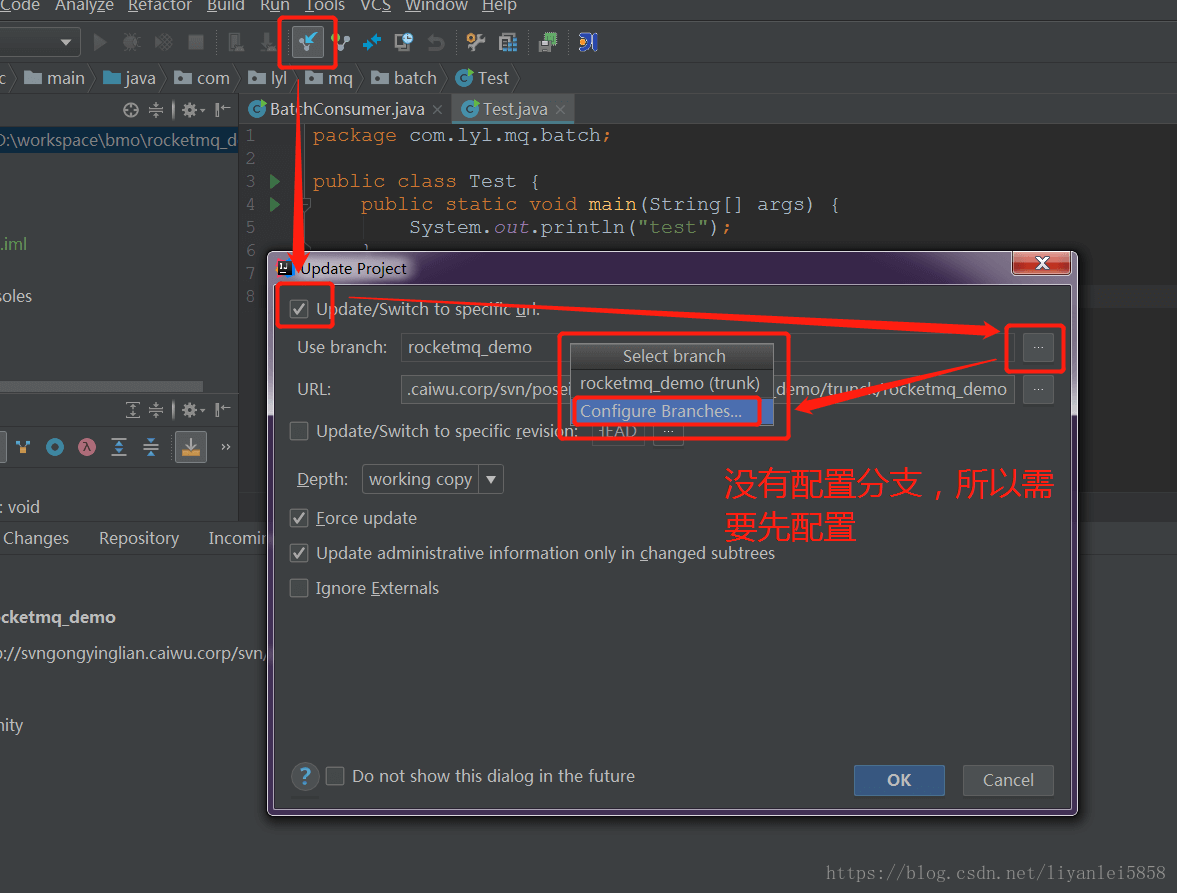 Code Analyze Refactor Build Run Tools VCS Window Help
main java com lyl mq batch Test
BatchConsumer.java Test.java
D:\workspace\bmo\rocketmq_d
1 package com.lyl.mq.batch;
2
3 public class Test {
4 public static void main(String[] args) {
5 System.out.println("test");
6 }
7
8
.iml
soles
Update Project
Update/Switch to specific url:
Use branch: rocketmq_demo ...
Select branch
rocketmq_demo (trunk)
Configure Branches...
URL: .caiwu.corp/svn/posei _demo/trunck/rocketmq_demo ...
Update/Switch to specific revision: HEAD ...
没有配置分支，所以需
要先配置
Depth: working copy
Force update
Update administrative information only in changed subtrees
Ignore Externals
: void
Changes Repository Incomin
ocketmq_demo
p://svngongyinglian.caiwu.corp/svn/
nity
? Do not show this dialog in the future
OK Cancel
https://blog.csdn.net/liyanlei5858